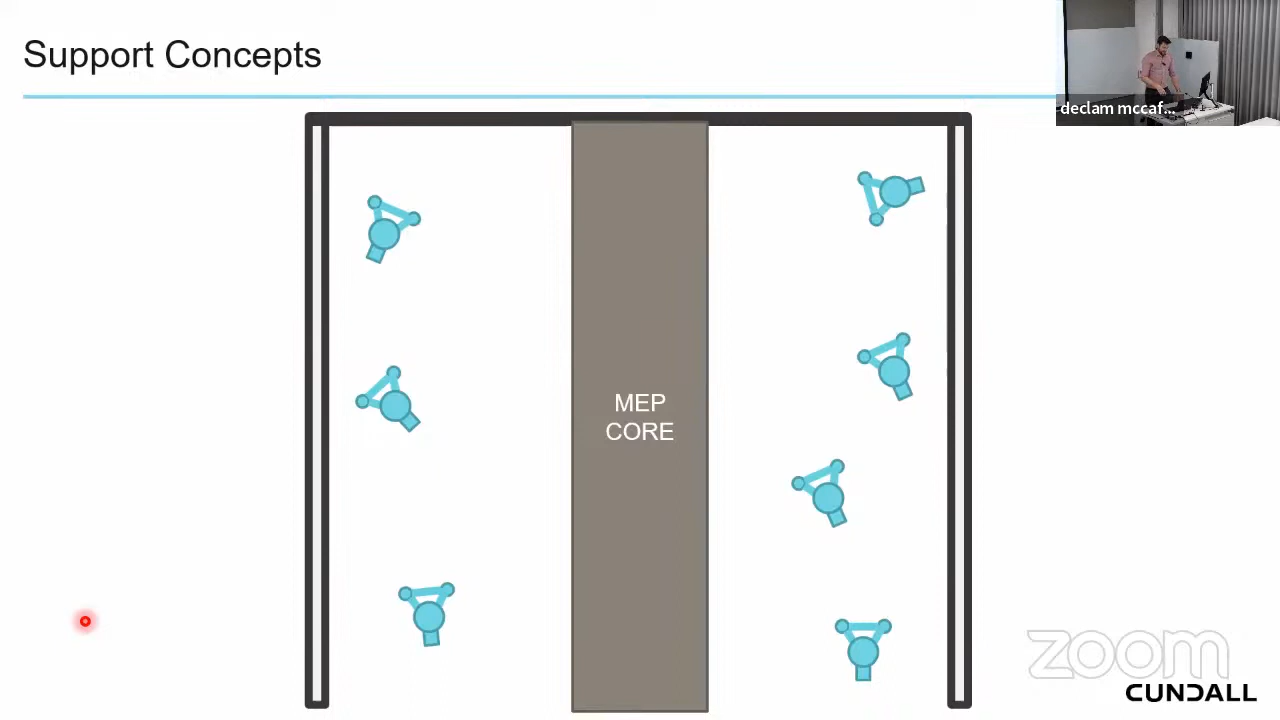 Support Concepts
declam mccaf...
MEP
CORE
zoom
CUNDALL